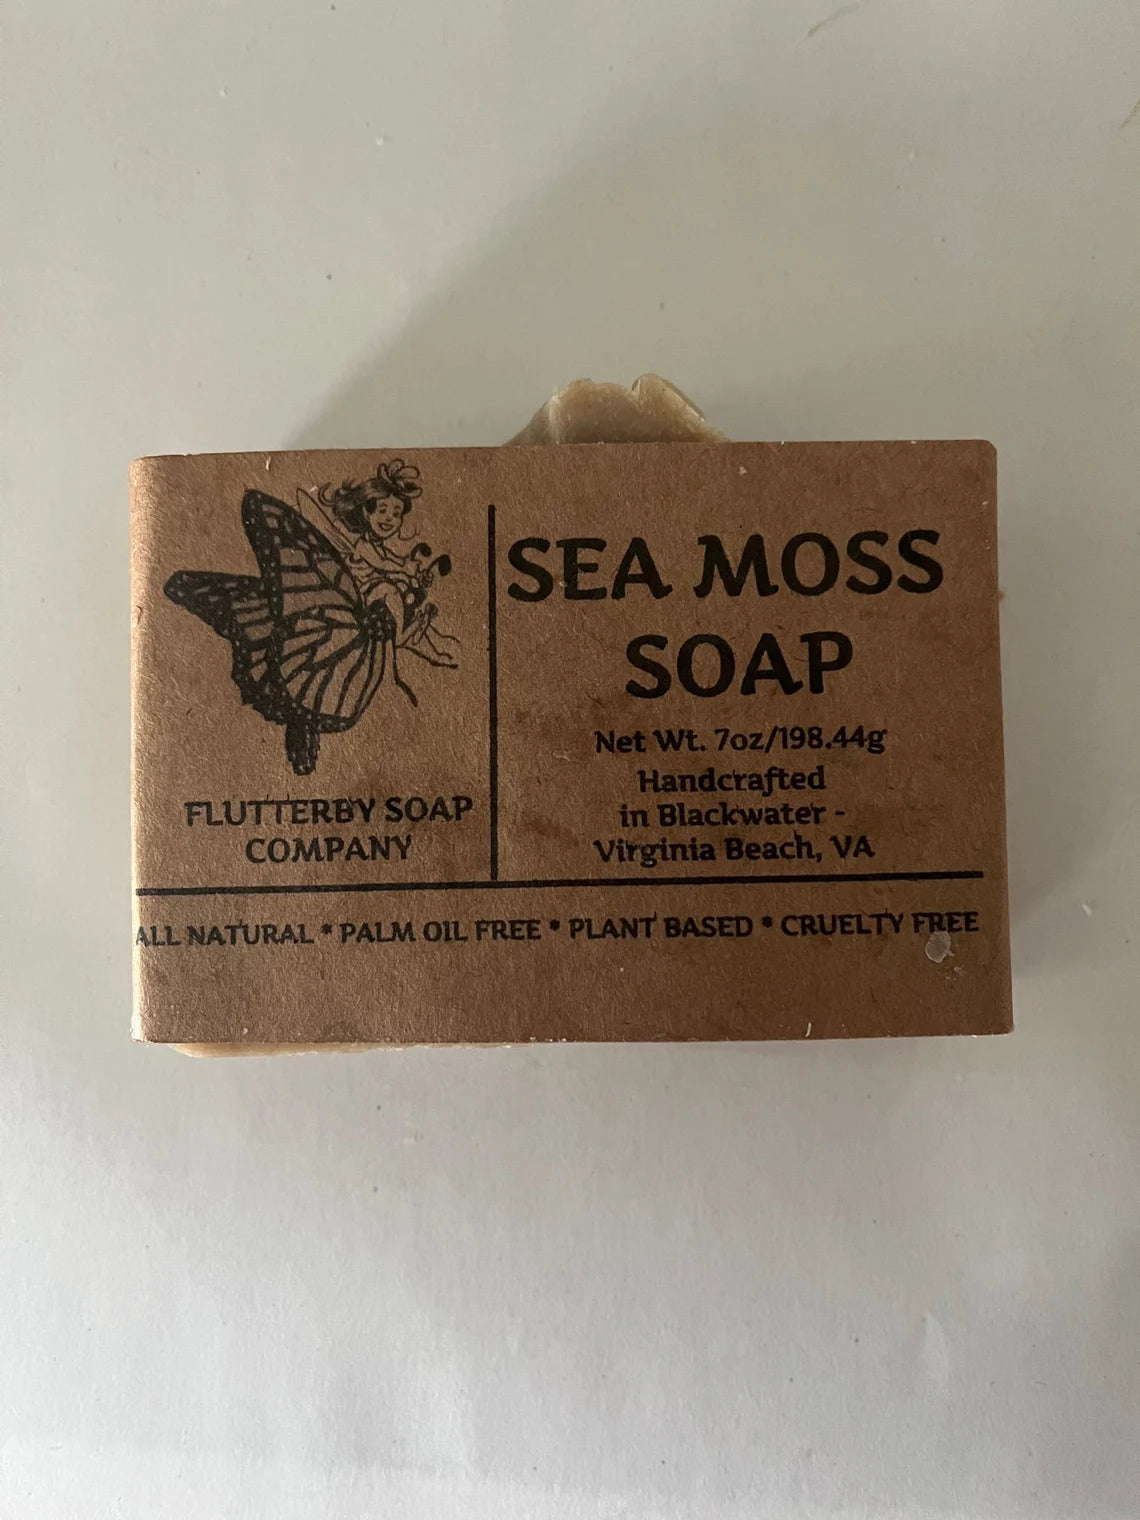 FLUTTERBY SOAP
COMPANY
SEA MOSS
SOAP
Net Wt. 7oz/198.44g
Handcrafted
in Blackwater -
Virginia Beach, VA
ALL NATURAL * PALM OIL FREE * PLANT BASED * CRUELTY FREE